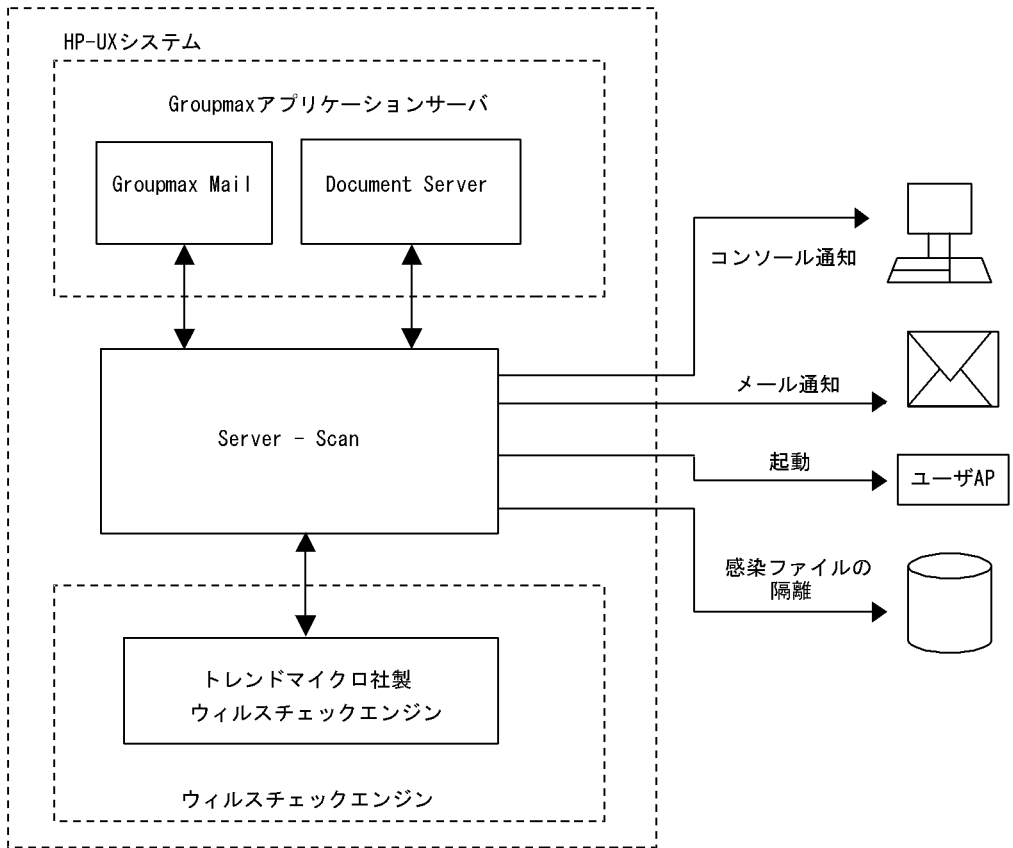 HP-UXシステム
Groupmaxアプリケーションサーバ
Groupmax Mail
Document Server
コンソール通知
メール通知
Server - Scan
起動
ユーザAP
感染ファイルの
隔離
トレンドマイクロ社製
ウィルスチェックエンジン
ウィルスチェックエンジン